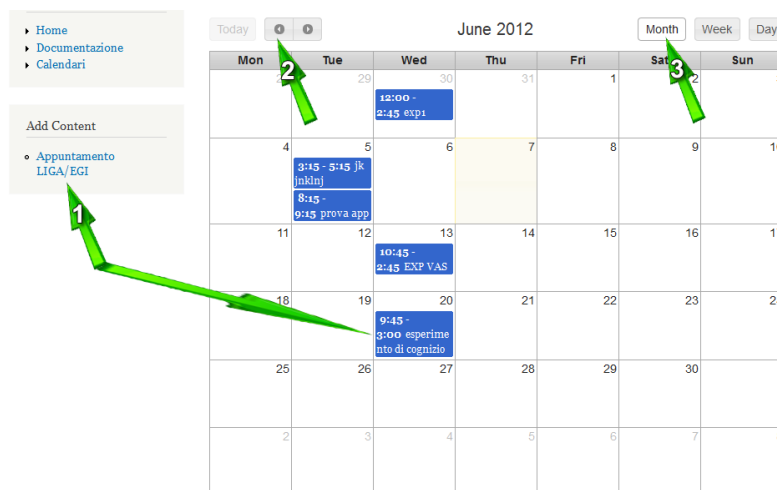 Home
Documentazione
Calendari
Add Content
Appuntamento
LIGA/EGI
1
Today
June 2012
Month Week Day
2
3
Mon Tue Wed Thu Fri Sat Sun
29 30 31 1 2
12:00 -
2:45 exp1
4 5 6 7 8 9
3:15 - 5:15 jk
jnklnj
8:15 -
9:15 prova app
11 12 13 14 15 16
10:45 -
2:45 EXP VAS
18 19 20 21 22 23
9:45 -
3:00 esperime
nto di cognizio
25 26 27 28 29 30
2 3 4 5 6 7